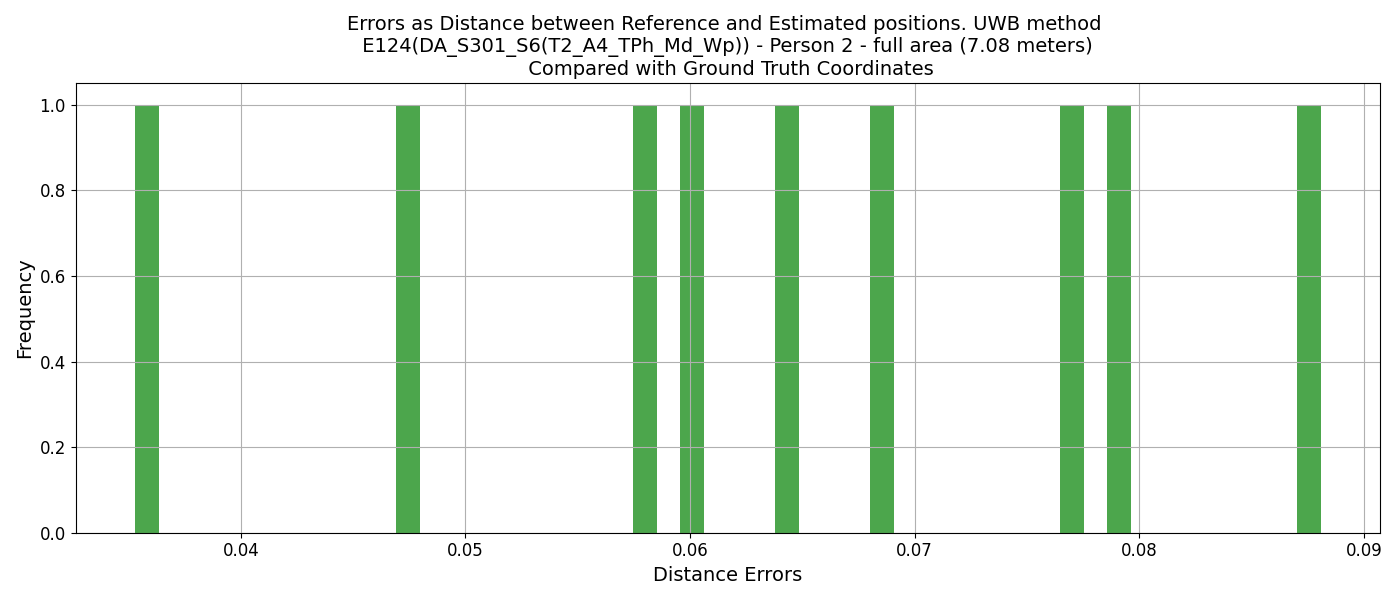 Errors as Distance between Reference and Estimated positions. UWB method
E124(DA_S301_S6(T2_A4_TPh_Md_Wp)) - Person 2 - full area (7.08 meters)
Compared with Ground Truth Coordinates
Frequency
1.0
0.8
0.6
0.4
0.2
0.0
0.04 0.05 0.06 0.07 0.08 0.09
Distance Errors